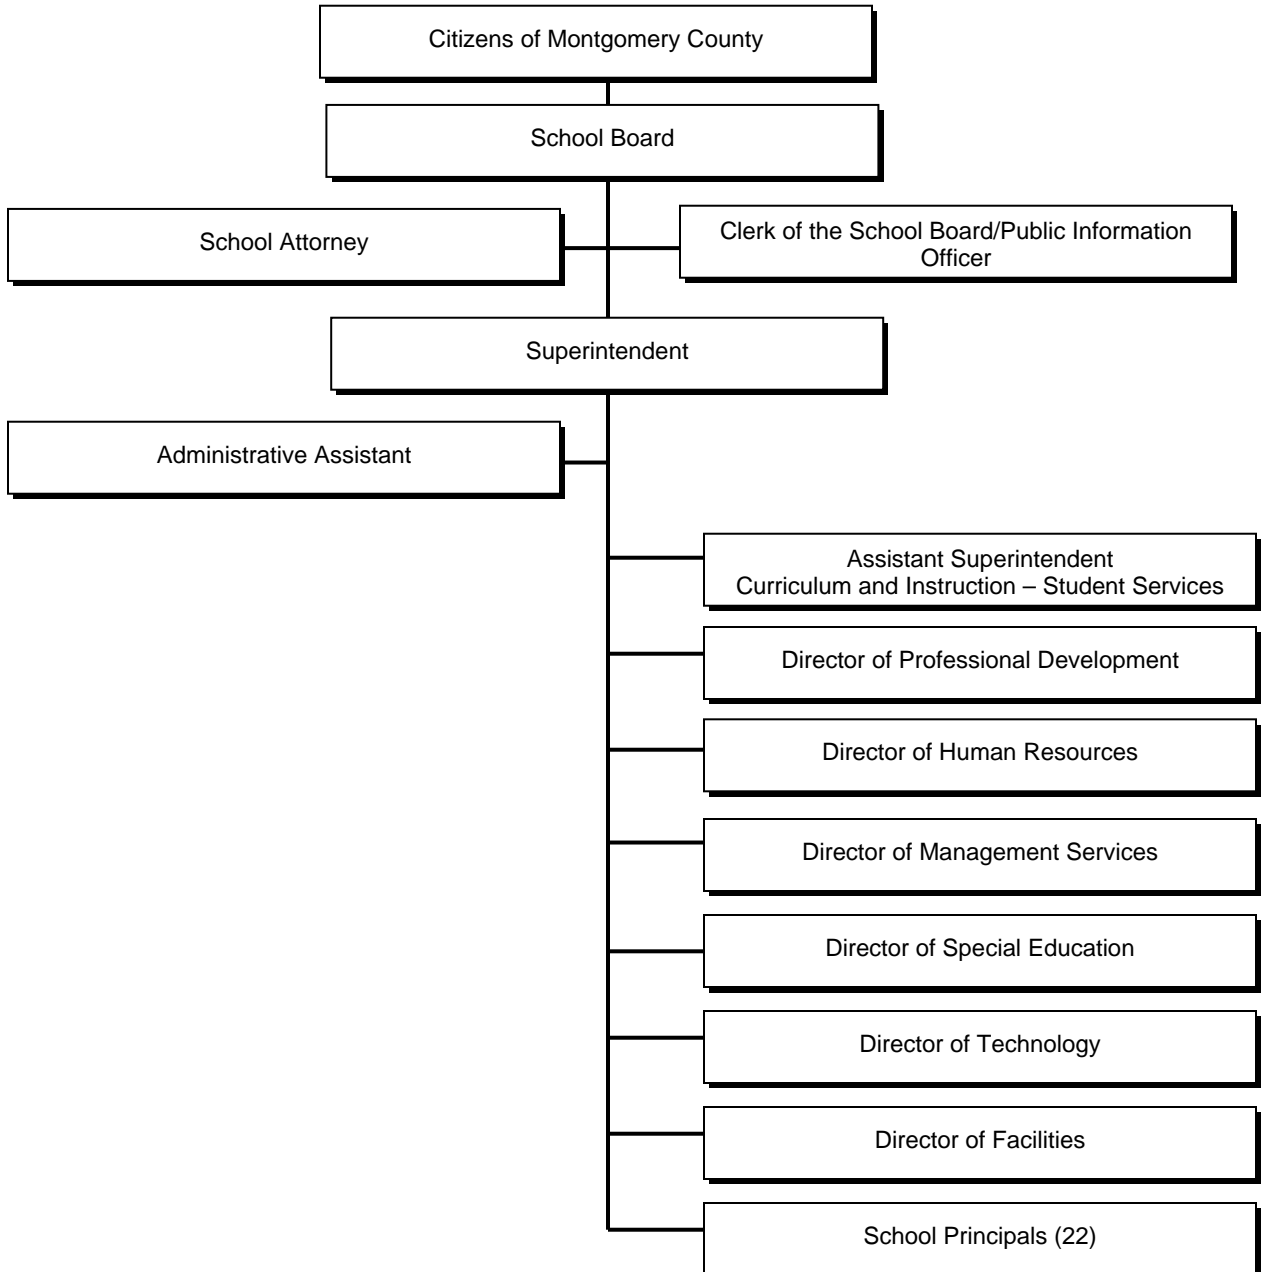 Citizens of Montgomery County
School Board
School Attorney
Clerk of the School Board/Public Information
Officer
Superintendent
Administrative Assistant
Assistant Superintendent
Curriculum and Instruction – Student Services
Director of Professional Development
Director of Human Resources
Director of Management Services
Director of Special Education
Director of Technology
Director of Facilities
School Principals (22)